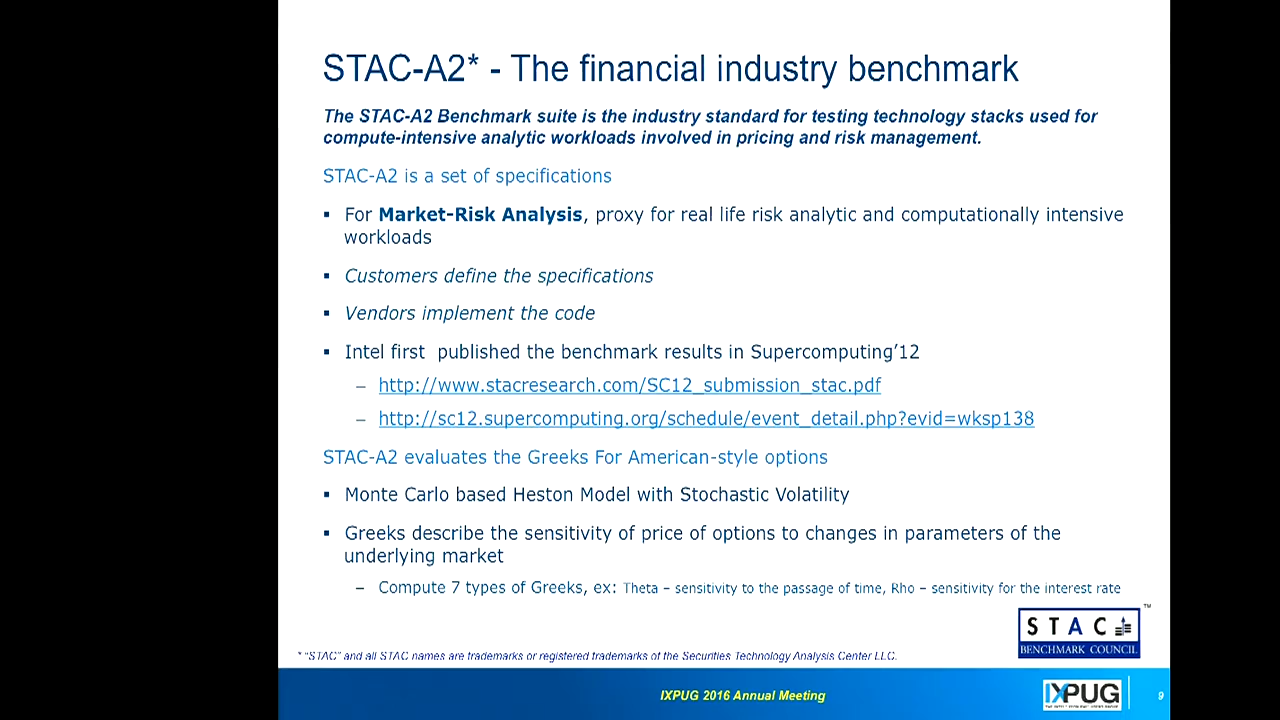 STAC-A2* - The financial industry benchmark
The STAC-A2 Benchmark suite is the industry standard for testing technology stacks used for
compute-intensive analytic workloads involved in pricing and risk management.
STAC-A2 is a set of specifications
▪ For Market-Risk Analysis, proxy for real life risk analytic and computationally intensive
workloads
▪ Customers define the specifications
▪ Vendors implement the code
▪ Intel first published the benchmark results in Supercomputing’12
– http://www.stacresearch.com/SC12_submission_stac.pdf
– http://sc12.supercomputing.org/schedule/event_detail.php?evid=wksp138
STAC-A2 evaluates the Greeks For American-style options
▪ Monte Carlo based Heston Model with Stochastic Volatility
▪ Greeks describe the sensitivity of price of options to changes in parameters of the
underlying market
– Compute 7 types of Greeks, ex: Theta – sensitivity to the passage of time, Rho – sensitivity for the interest rate
STAC ™
BENCHMARK COUNCIL
* “STAC” and all STAC names are trademarks or registered trademarks of the Securities Technology Analysis Center LLC.
IXPUG 2016 Annual Meeting
IXPUG
9